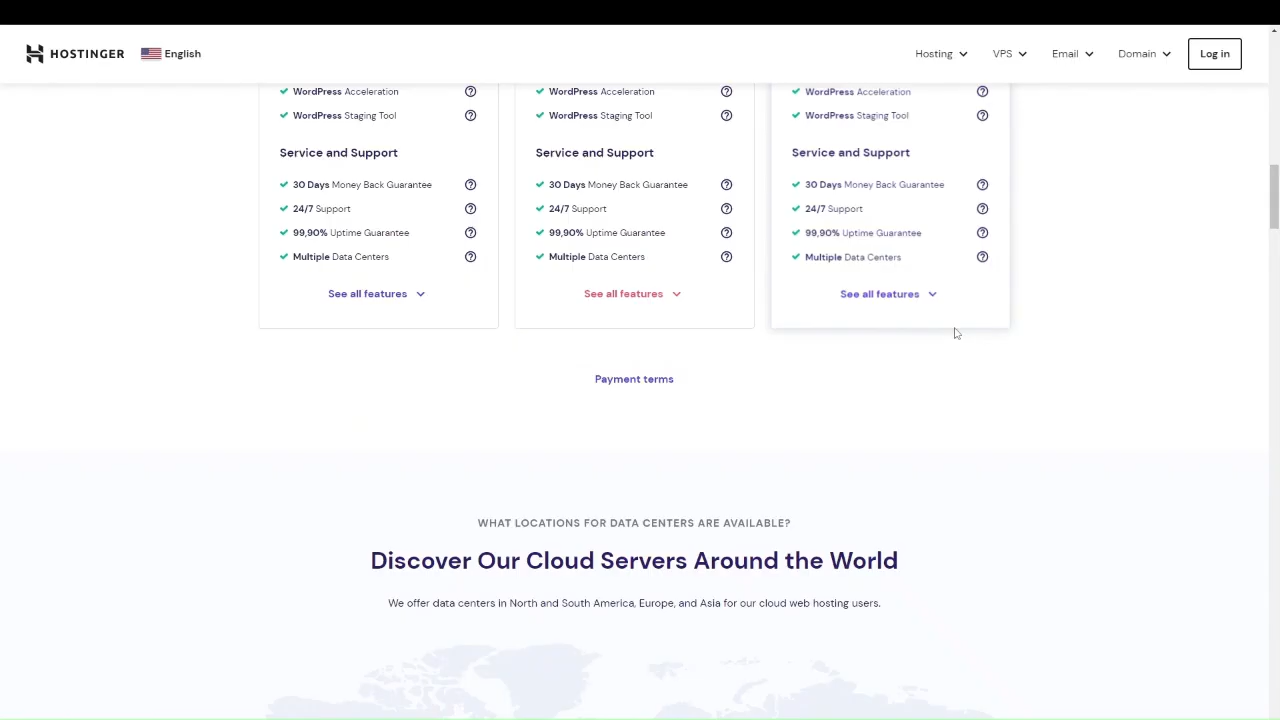 HOSTINGER English Hosting VPS Email Domain Log in
WordPress Acceleration WordPress Acceleration WordPress Acceleration
WordPress Staging Tool WordPress Staging Tool WordPress Staging Tool
Service and Support Service and Support Service and Support
30 Days Money Back Guarantee 30 Days Money Back Guarantee 30 Days Money Back Guarantee
24/7 Support 24/7 Support 24/7 Support
99,90% Uptime Guarantee 99,90% Uptime Guarantee 99,90% Uptime Guarantee
Multiple Data Centers Multiple Data Centers Multiple Data Centers
See all features See all features See all features
Payment terms
WHAT LOCATIONS FOR DATA CENTERS ARE AVAILABLE?
Discover Our Cloud Servers Around the World
We offer data centers in North and South America, Europe, and Asia for our cloud web hosting users.